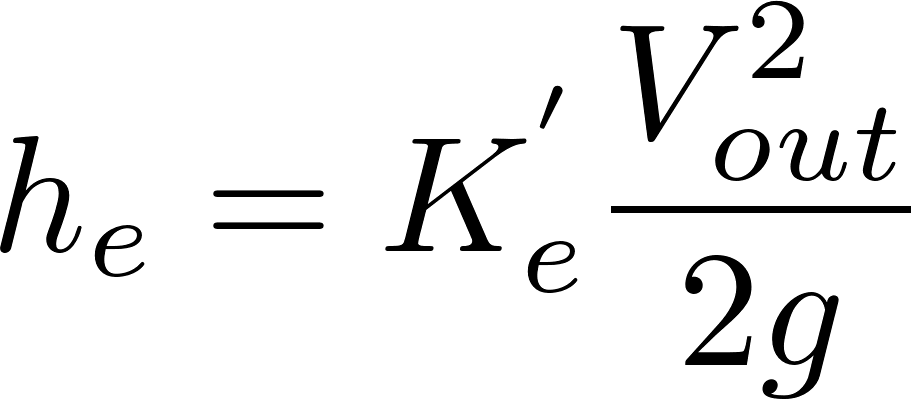 $h_e = K_e^{'} \frac{V_{out}^2}{2g}$